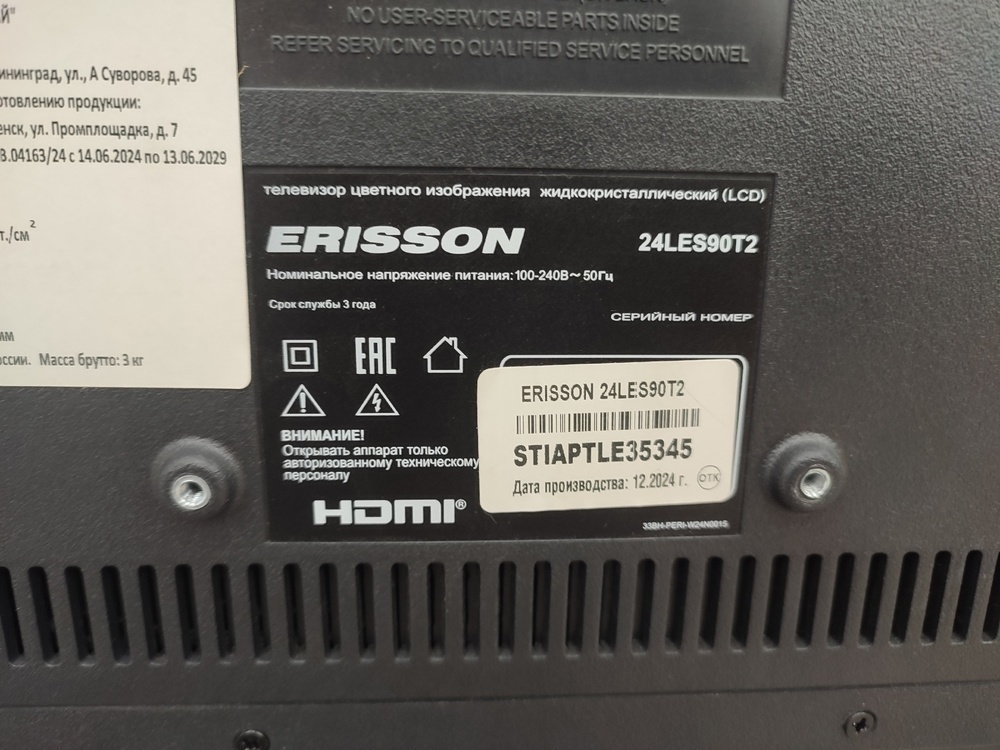 NO USER-SERVICEABLE PARTS INSIDE
REFER SERVICING TO QUALIFIED SERVICE PERSONNEL
й"
ининград, ул., А Суворова, д. 45
отовлению продукции:
енск, ул. Промплощадка, д. 7
В.04163/24 с 14.06.2024 по 13.06.2029
т./см²
мм
оссии. Масса брутто: 3 кг
телевизор цветного изображения жидкокристаллический (LCD)
ERISSON 24LES90T2
Номинальное напряжение питания:100-240В~ 50Гц
Срок службы 3 года
СЕРИЙНЫЙ НОМЕР
EAC
ВНИМАНИЕ!
Открывать аппарат только
авторизованному техническому
персоналу
HDMI®
ERISSON 24LES90T2
STIAPTLE35345
Дата производства: 12.2024 г. ОТК
33BH-PERI-W24N0015